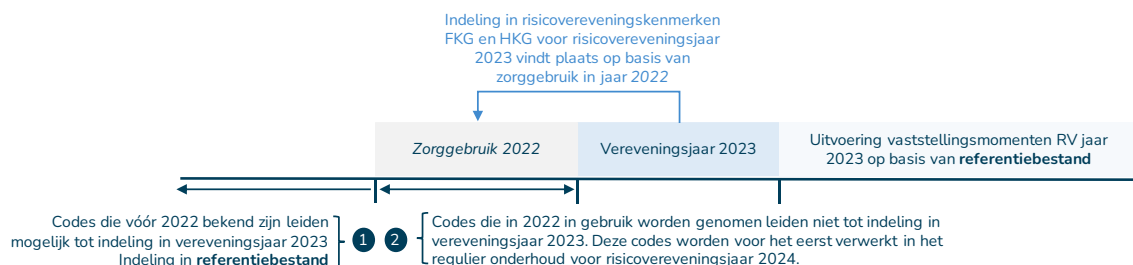 Indeling in risicovereveningskenmerken
FKG en HKG voor risicovereveningsjaar
2023 vindt plaats op basis van
zorggebruik in jaar 2022
Zorggebruik 2022
Vereveningsjaar 2023
Uitvoering vaststellingsmomenten RV jaar
2023 op basis van referentiebestand
Codes die vóór 2022 bekend zijn leiden
mogelijk tot indeling in vereveningsjaar 2023
Indeling in referentiebestand
1
2
Codes die in 2022 in gebruik worden genomen leiden niet tot indeling in
vereveningsjaar 2023. Deze codes worden voor het eerst verwerkt in het
regulier onderhoud voor risicovereveningsjaar 2024.